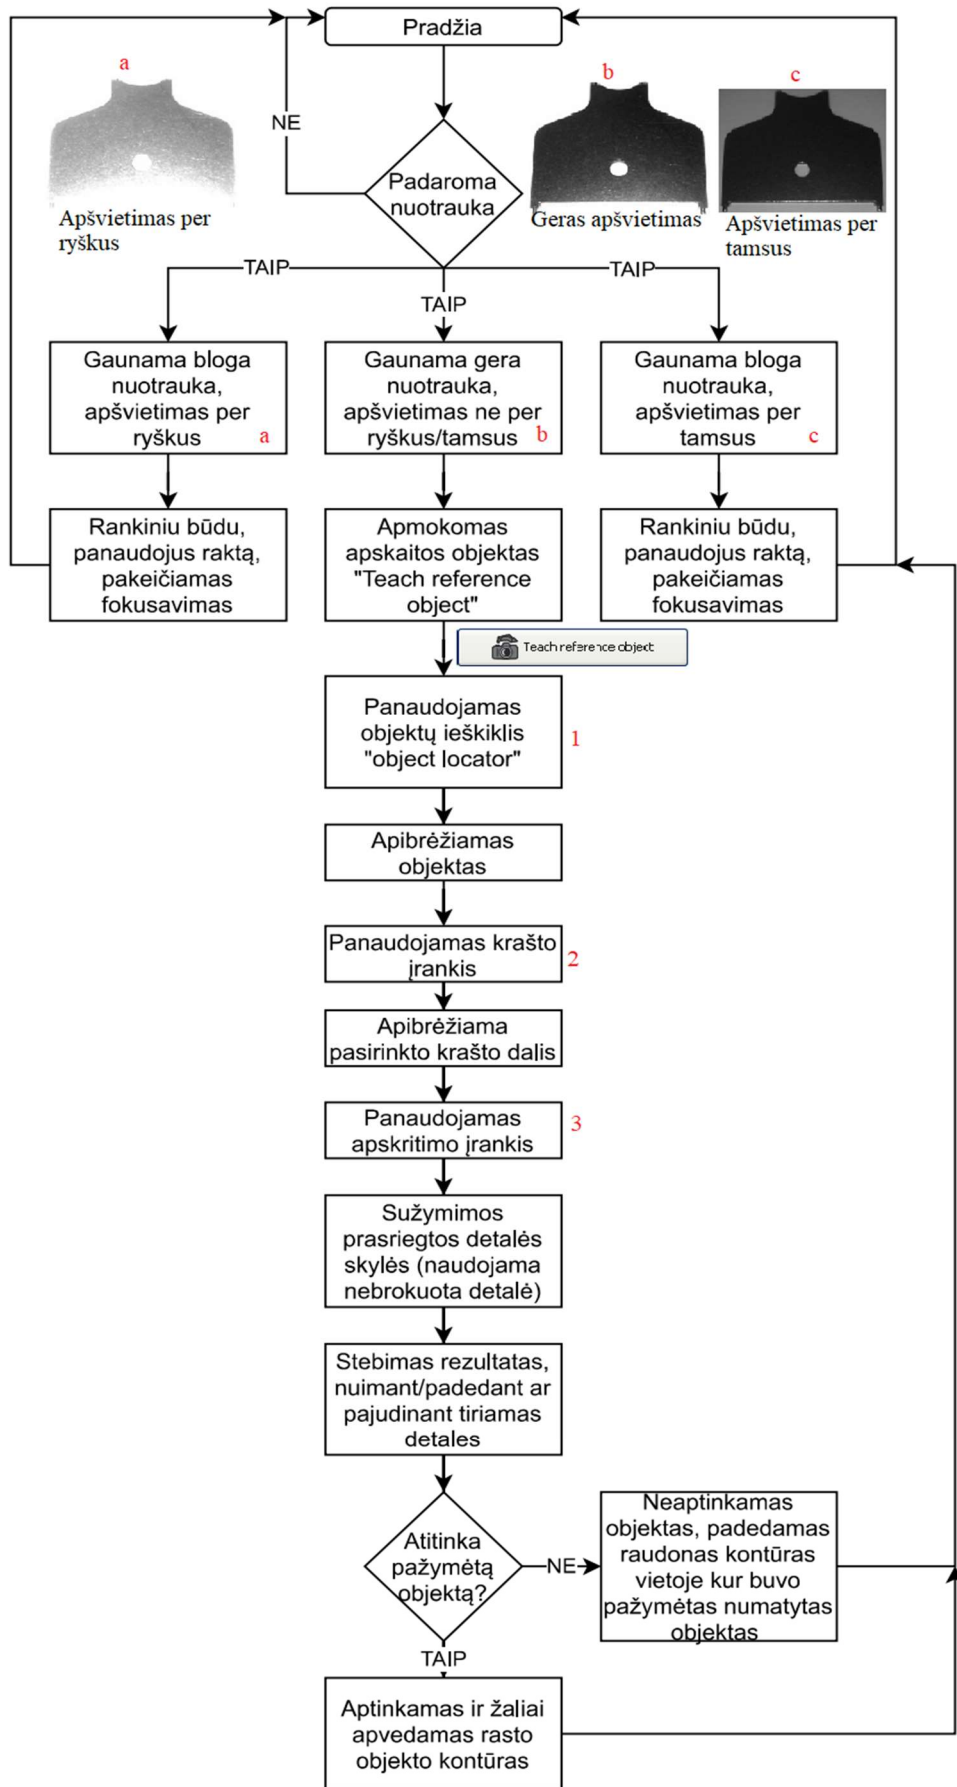 Pradžia
a
b
c
NE
Padaroma
nuotrauka
Apšvietimas per
ryškus
Geras apšvietimas
Apšvietimas per
tamsus
TAIP
TAIP
TAIP
Gaunama bloga
nuotrauka,
apšvietimas per
ryškus
a
Gaunama gera
nuotrauka,
apšvietimas ne per
ryškus/tamsus
b
Gaunama bloga
nuotrauka,
apšvietimas per
tamsus
c
Rankiniu būdu,
panaudojus raktą,
pakeičiamas
fokusavimas
Apmokomas
apskaitos objektas
"Teach reference
object"
Rankiniu būdu,
panaudojus raktą,
pakeičiamas
fokusavimas
Teach reference object
Panaudojamas
objektų ieškiklis
"object locator"
1
Apibrėžiamas
objektas
Panaudojamas krašto
įrankis
2
Apibrėžiama
pasirinkto krašto dalis
Panaudojamas
apskritimo įrankis
3
Sužymimos
prasriegtos detalės
skylės (naudojama
nebrokuota detalė)
Stebimas rezultatas,
nuimant/padedant ar
pajudinant tiriamas
detales
Atitinka
pažymėtą
objektą?
NE
Neaptinkamas
objektas, padedamas
raudonas kontūras
vietoje kur buvo
pažymėtas numatytas
objektas
TAIP
Aptinkamas ir žaliai
apvedamas rasto
objekto kontūras